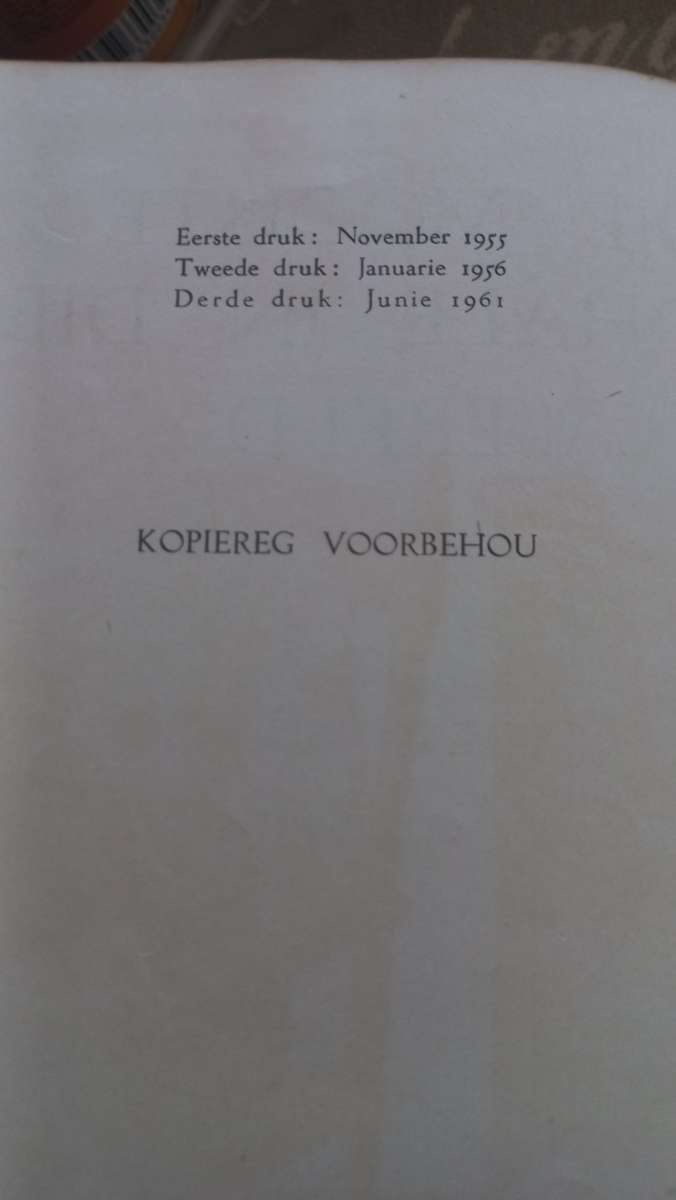 Eerste druk: November 1955
Tweede druk: Januarie 1956
Derde druk: Junie 1961
KOPIEREG VOORBEHOU